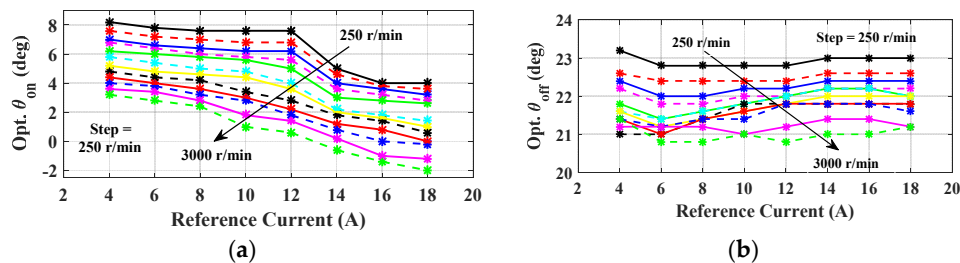 Opt. θon (deg)
8
6
4
2
0
-2
250 r/min
Step =
250 r/min
3000 r/min
2 4 6 8 10 12 14 16 18 20
Reference Current (A)
(a)
Opt. θoff (deg)
24
23
22
21
20
250 r/min
Step = 250 r/min
3000 r/min
2 4 6 8 10 12 14 16 18 20
Reference Current (A)
(b)